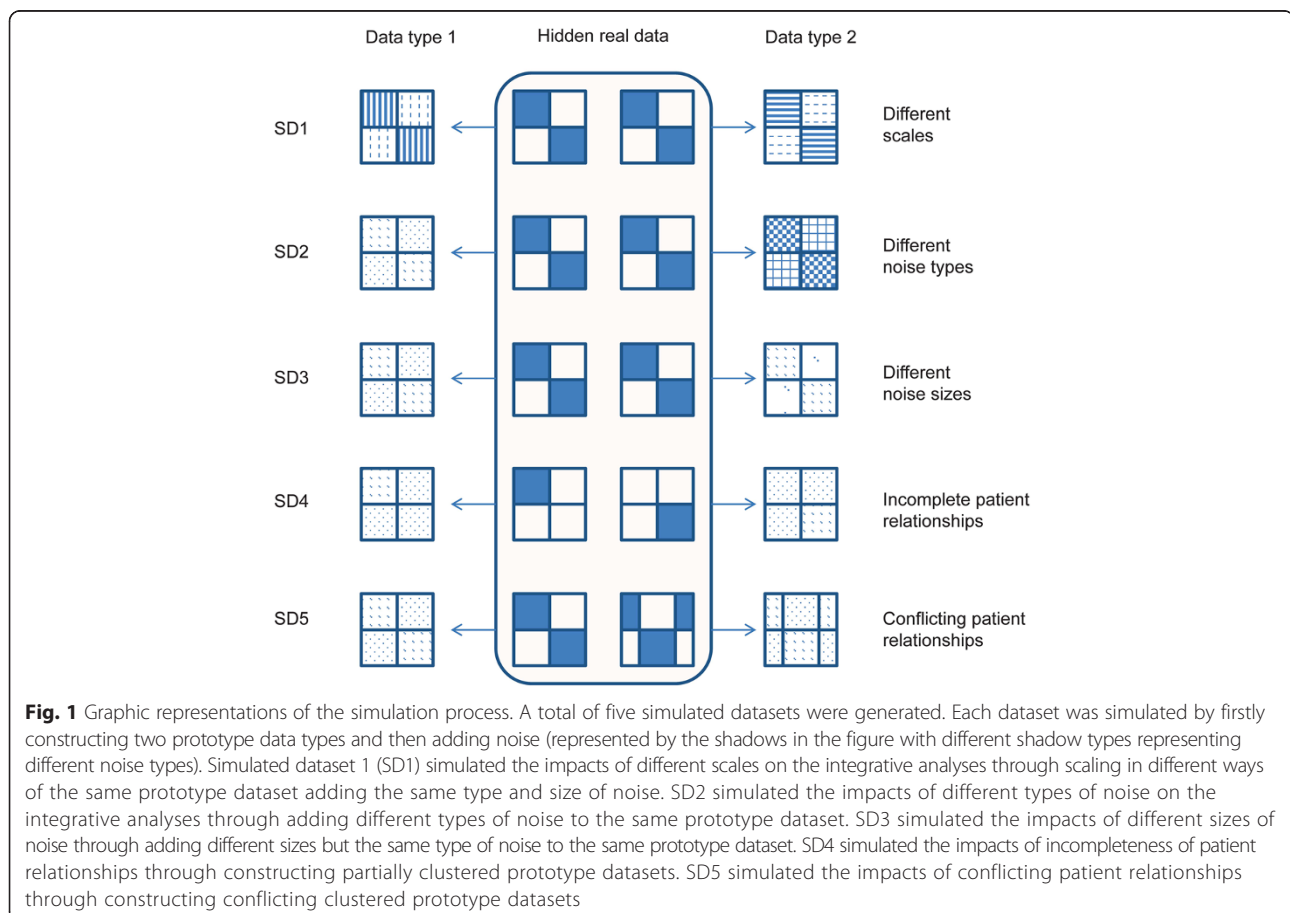 Data type 1
Hidden real data
Data type 2
SD1
Different
scales
SD2
Different
noise types
SD3
Different
noise sizes
SD4
Incomplete patient
relationships
SD5
Conflicting patient
relationships
Fig. 1 Graphic representations of the simulation process. A total of five simulated datasets were generated. Each dataset was simulated by firstly
constructing two prototype data types and then adding noise (represented by the shadows in the figure with different shadow types representing
different noise types). Simulated dataset 1 (SD1) simulated the impacts of different scales on the integrative analyses through scaling in different ways
of the same prototype dataset adding the same type and size of noise. SD2 simulated the impacts of different types of noise on the
integrative analyses through adding different types of noise to the same prototype dataset. SD3 simulated the impacts of different sizes of
noise through adding different sizes but the same type of noise to the same prototype dataset. SD4 simulated the impacts of incompleteness of patient
relationships through constructing partially clustered prototype datasets. SD5 simulated the impacts of conflicting patient relationships
through constructing conflicting clustered prototype datasets